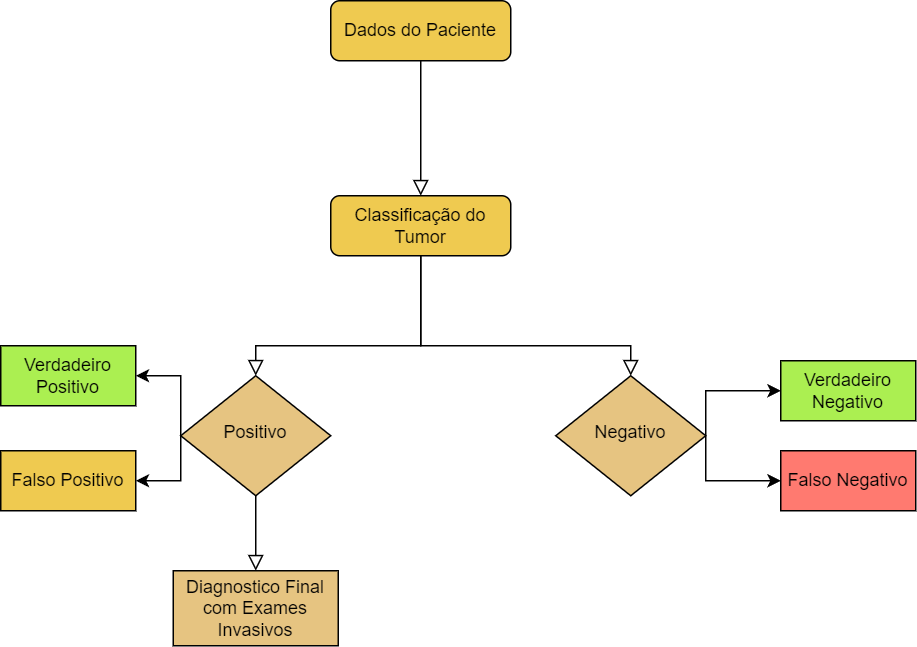 Dados do Paciente
Classificação do
Tumor
Verdadeiro
Positivo
Falso Positivo
Positivo
Negativo
Verdadeiro
Negativo
Falso Negativo
Diagnostico Final
com Exames
Invasivos